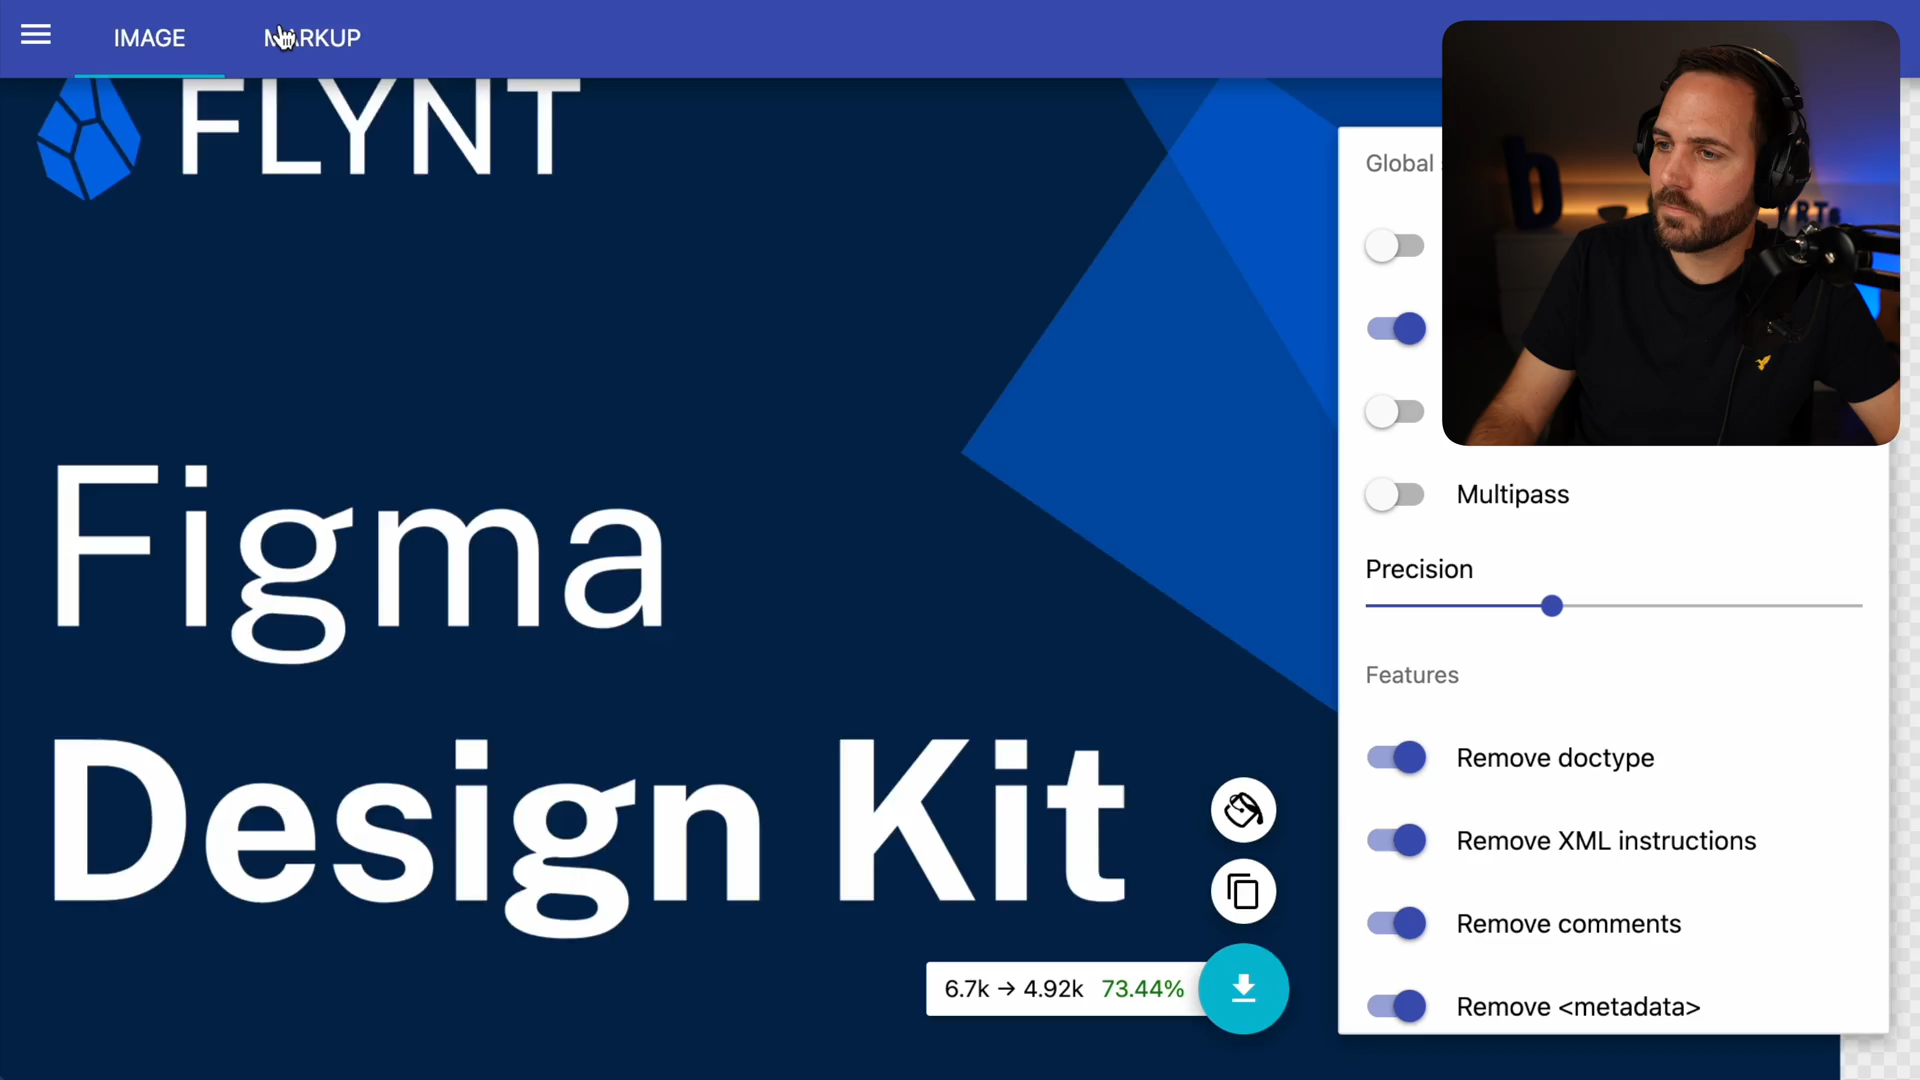 IMAGE
MARKUP
FLYNT
Global
Figma
Design Kit
Multipass
Precision
Features
Remove doctype
Remove XML instructions
Remove comments
Remove <metadata>
6.7k → 4.92k 73.44%